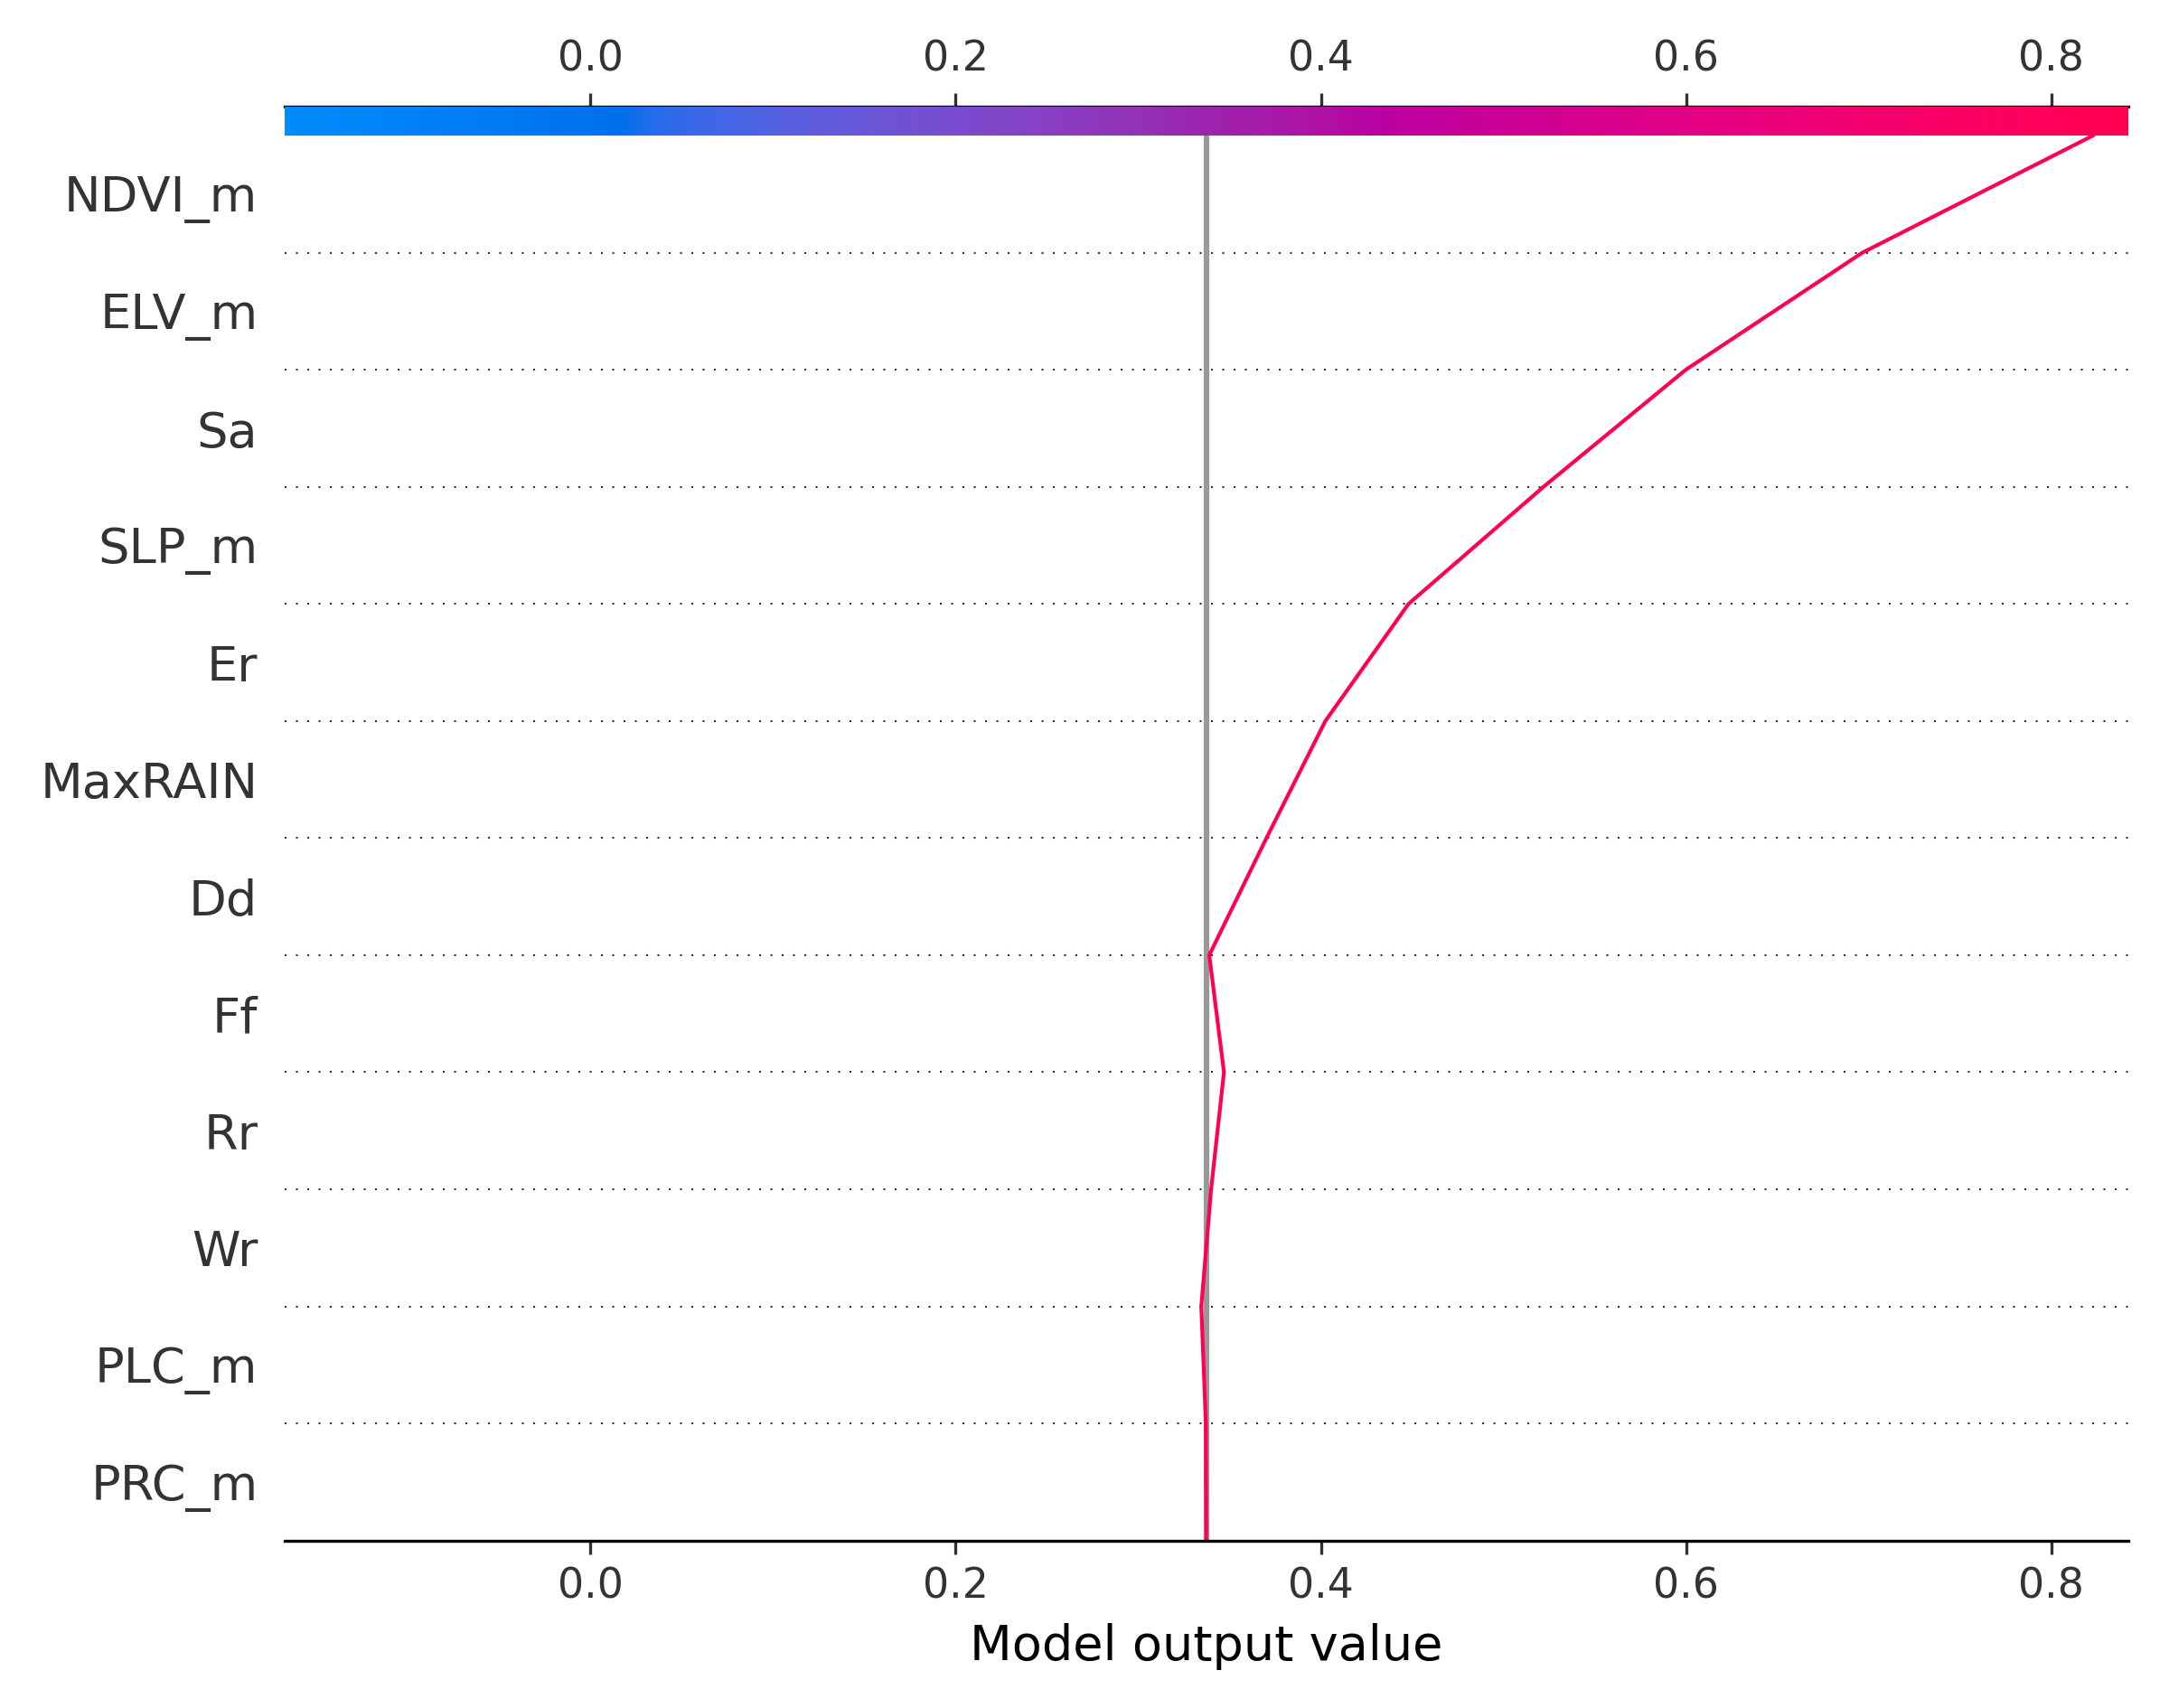 0.0 0.2 0.4 0.6 0.8
NDVI_m
ELV_m
Sa
SLP_m
Er
MaxRAIN
Dd
Ff
Rr
Wr
PLC_m
PRC_m
0.0 0.2 0.4 0.6 0.8
Model output value